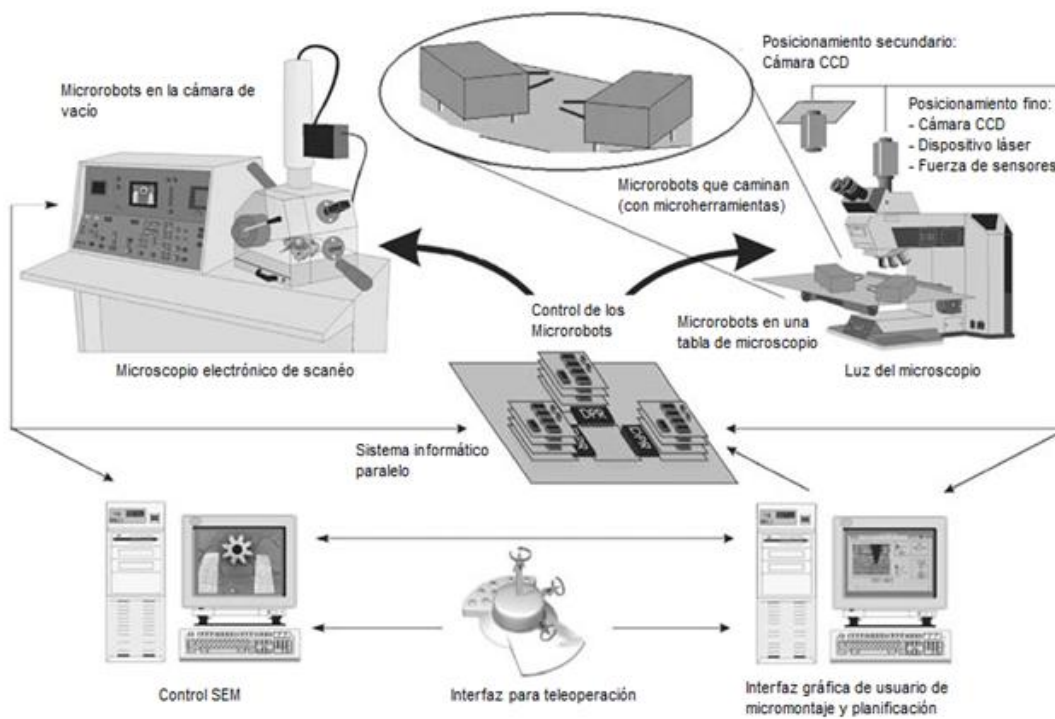 Posicionamiento secundario:
Cámara CCD
Microrobots en la cámara de
vacío
Posicionamiento fino:
- Cámara CCD
- Dispositivo láser
- Fuerza de sensores
Microrobots que caminan
(con microherramientas)
Control de los
Microrobots
Microrobots en una
tabla de microscopio
Microscopio electrónico de scanéo
Luz del microscopio
DPR
Sistema informático
paralelo
Control SEM
Interfaz para teleoperación
Interfaz gráfica de usuario de
micromontaje y planificación